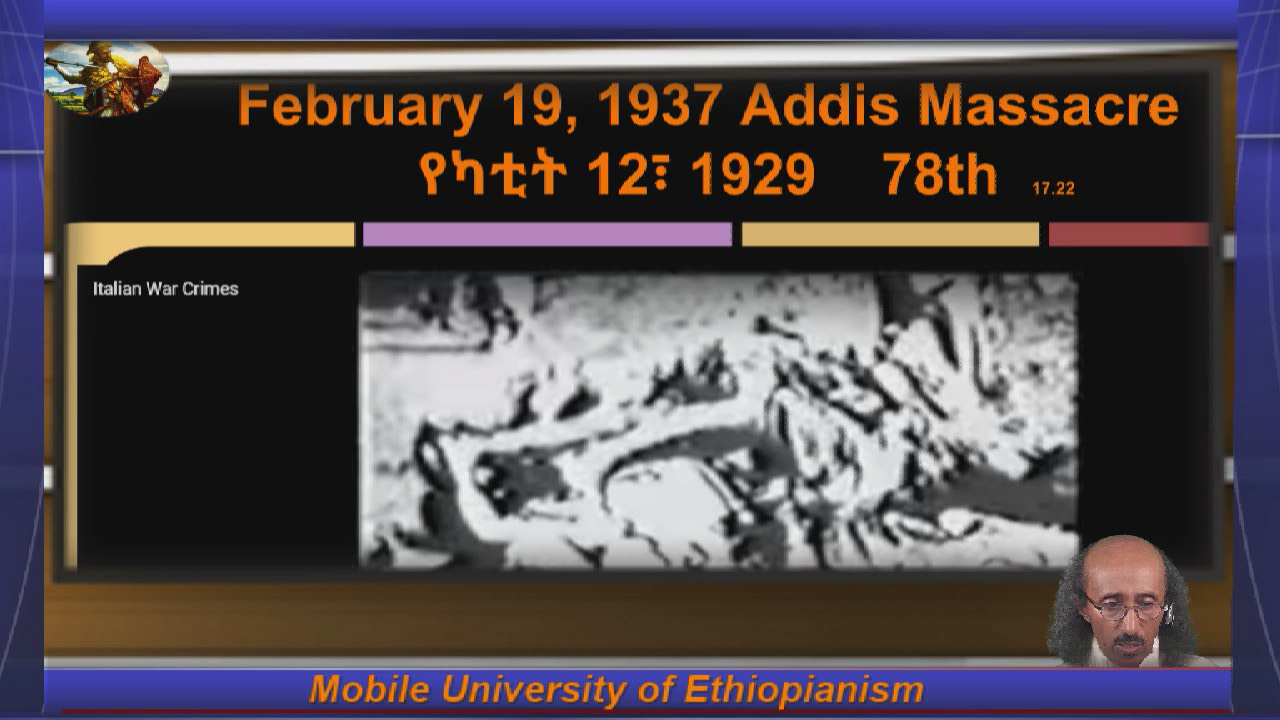 February 19, 1937 Addis Massacre
የካቲት 12፣ 1929 78th 17.22
Italian War Crimes
Mobile University of Ethiopianism